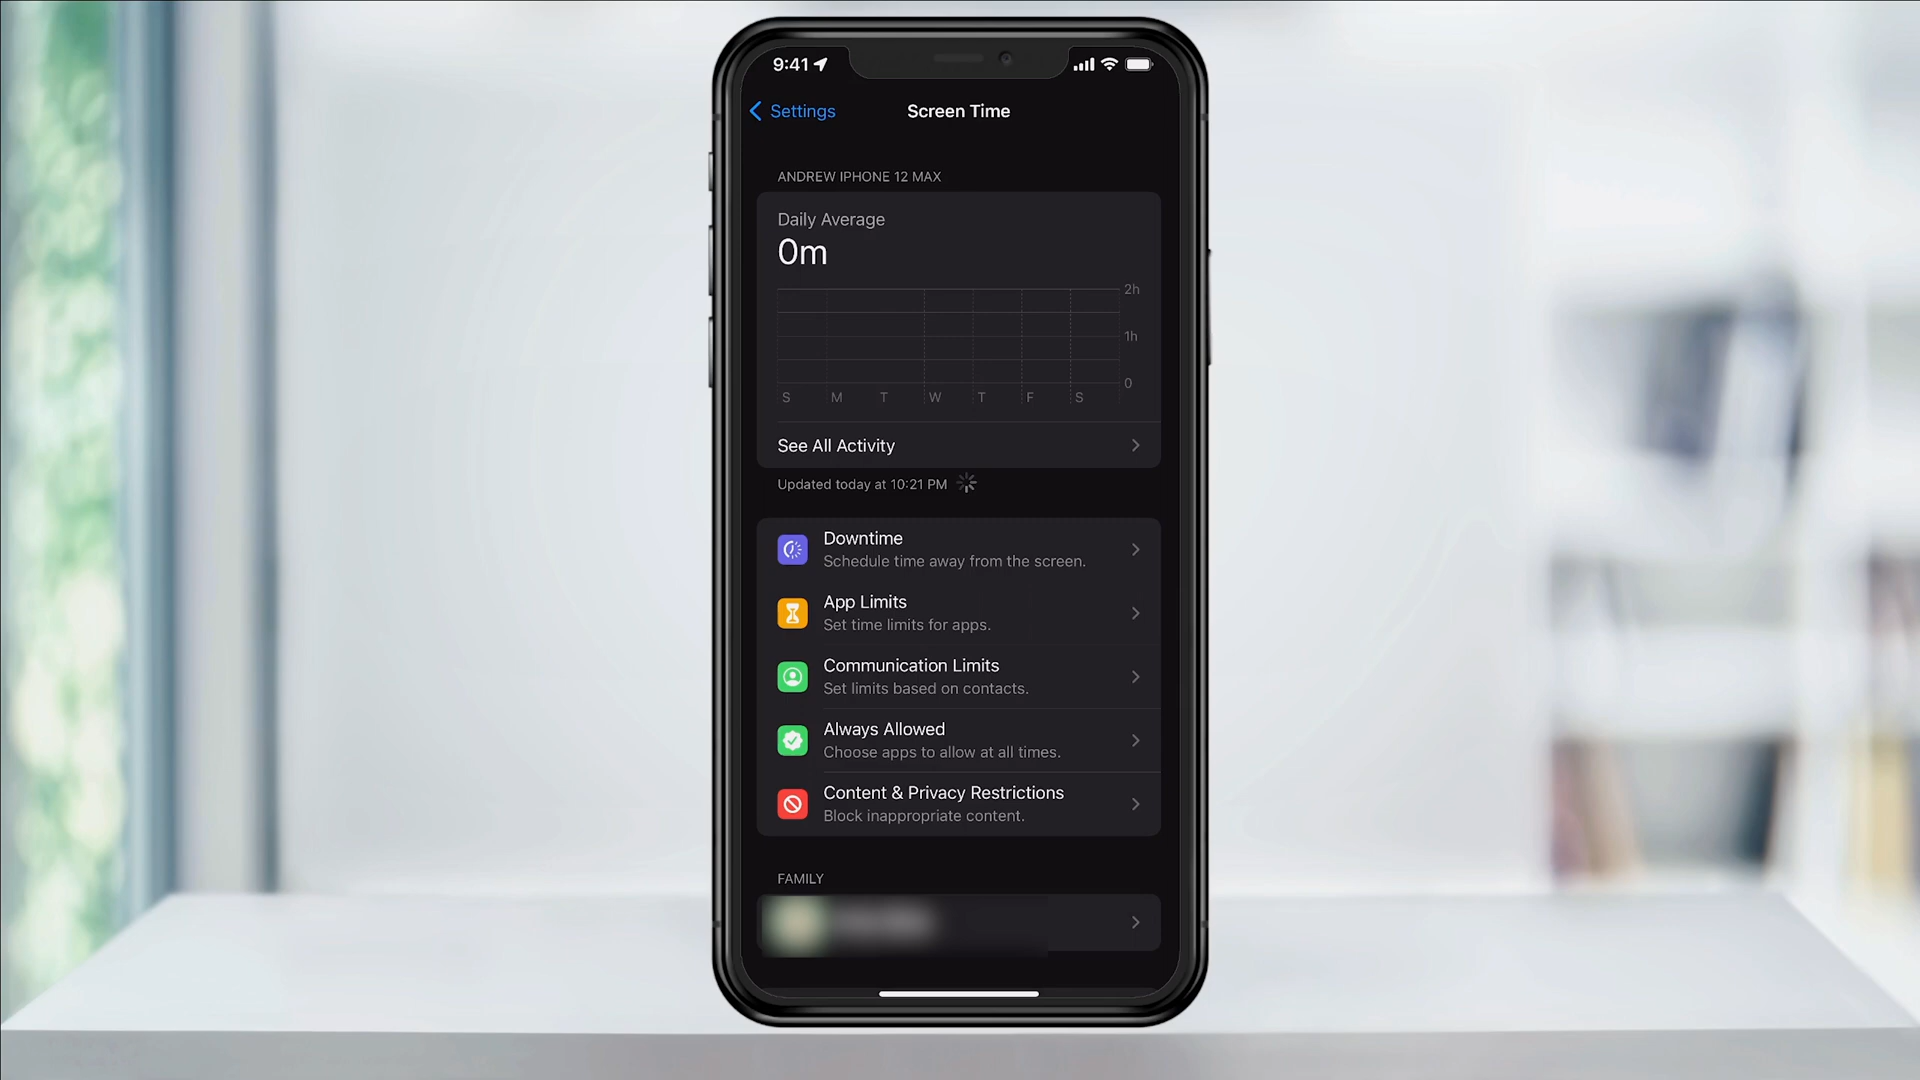 9:41
Settings
Screen Time
ANDREW IPHONE 12 MAX
Daily Average
0m
2h
1h
0
S M T W T F S
See All Activity
Updated today at 10:21 PM
Downtime
Schedule time away from the screen.
App Limits
Set time limits for apps.
Communication Limits
Set limits based on contacts.
Always Allowed
Choose apps to allow at all times.
Content & Privacy Restrictions
Block inappropriate content.
FAMILY